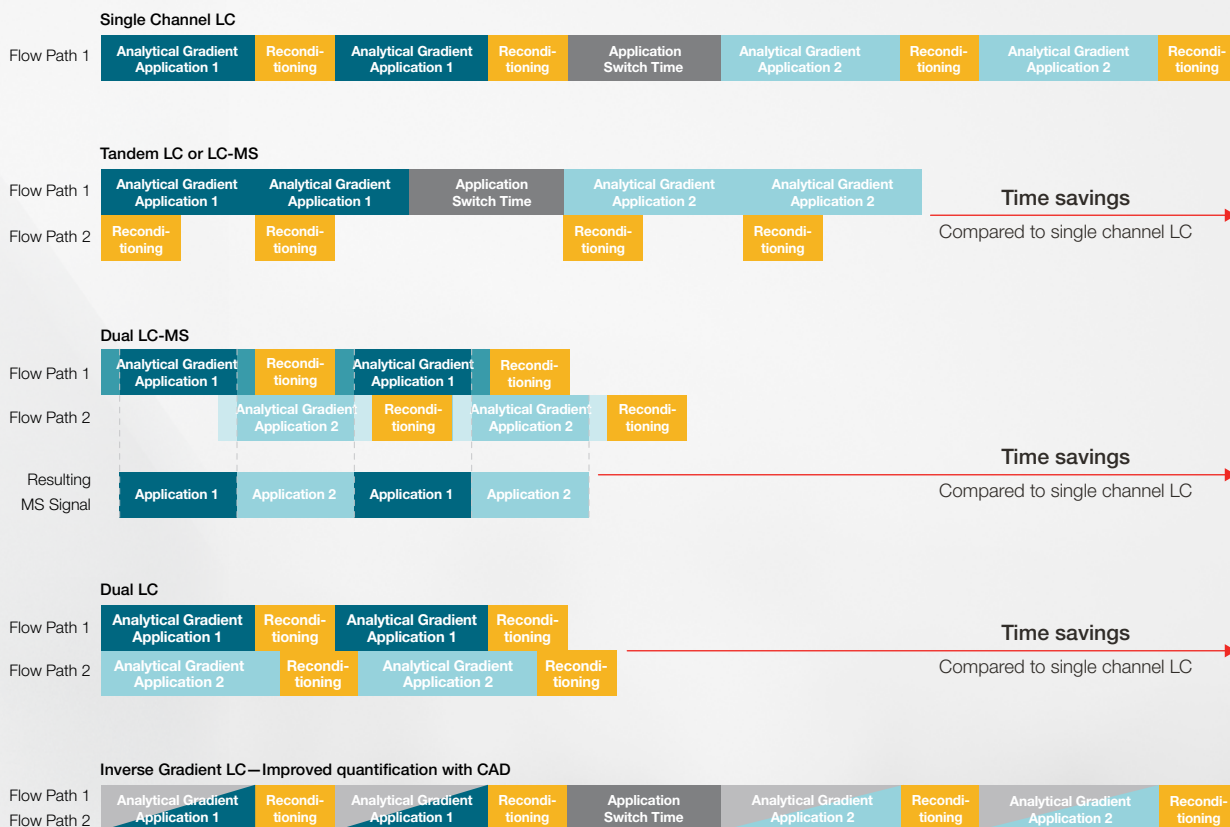 Single Channel LC
Flow Path 1
Analytical Gradient
Application 1
Recondi-
tioning
Analytical Gradient
Application 1
Recondi-
tioning
Application
Switch Time
Analytical Gradient
Application 2
Recondi-
tioning
Analytical Gradient
Application 2
Recondi-
tioning
Tandem LC or LC-MS
Flow Path 1
Analytical Gradient
Application 1
Analytical Gradient
Application 1
Application
Switch Time
Analytical Gradient
Application 2
Analytical Gradient
Application 2
Flow Path 2
Recondi-
tioning
Recondi-
tioning
Recondi-
tioning
Recondi-
tioning
Time savings
Compared to single channel LC
Dual LC-MS
Flow Path 1
Analytical Gradient
Application 1
Recondi-
tioning
Analytical Gradient
Application 1
Recondi-
tioning
Flow Path 2
Analytical Gradient
Application 2
Recondi-
tioning
Analytical Gradient
Application 2
Recondi-
tioning
Resulting
MS Signal
Application 1
Application 2
Application 1
Application 2
Time savings
Compared to single channel LC
Dual LC
Flow Path 1
Analytical Gradient
Application 1
Recondi-
tioning
Analytical Gradient
Application 1
Recondi-
tioning
Flow Path 2
Analytical Gradient
Application 2
Recondi-
tioning
Analytical Gradient
Application 2
Recondi-
tioning
Time savings
Compared to single channel LC
Inverse Gradient LC—Improved quantification with CAD
Flow Path 1
Flow Path 2
Analytical Gradient
Application 1
Recondi-
tioning
Analytical Gradient
Application 1
Recondi-
tioning
Application
Switch Time
Analytical Gradient
Application 2
Recondi-
tioning
Analytical Gradient
Application 2
Recondi-
tioning